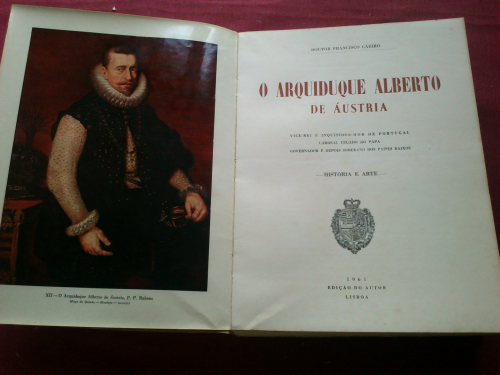 XII — O Arquiduque Alberto de Áustria, P. P. Rubens
DOUTOR FRANCISCO CAEIRO
O ARQUIDUQUE ALBERTO
DE ÁUSTRIA
VICE-REI E INQUISIDOR-MOR DE PORTUGAL
CARDEAL LEGADO DO PAPA
GOVERNADOR E DEPOIS SOBERANO DOS PAÍSES BAIXOS
HISTÓRIA E ARTE
1961
EDIÇÃO DO AUTOR
LISBOA